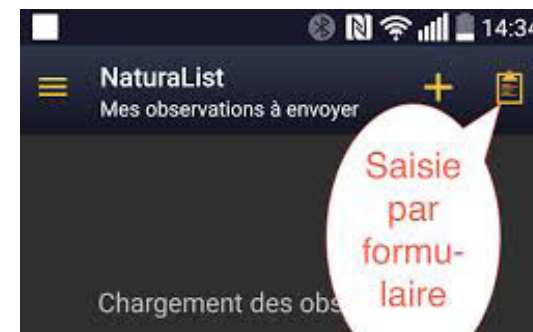 14:34
NaturaList
Mes observations à envoyer
Saisie
par
formu-
laire
Chargement des obs